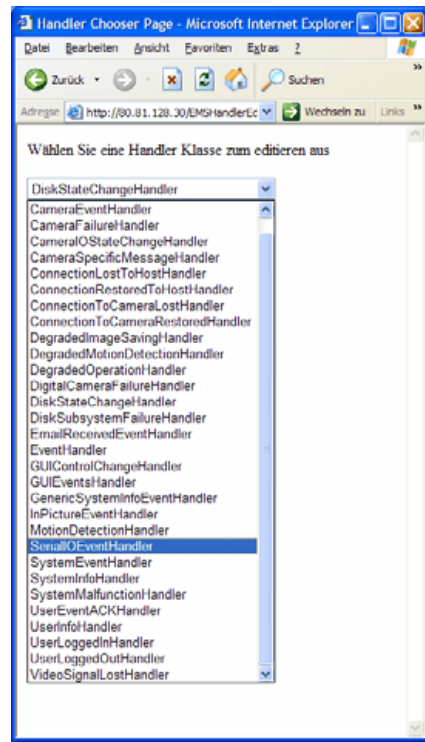 Handler Chooser Page - Microsoft Internet Explorer
Datei Bearbeiten Ansicht Favoriten Extras ?
Zurück Suchen
Adresse http://80.81.128.30/EMSHandlerEc Wechseln zu Links »
Wählen Sie eine Handler Klasse zum editieren aus
DiskStateChangeHandler
CameraEventHandler
CameraFailureHandler
CameraIOStateChangeHandler
CameraSpecificMessageHandler
ConnectionLostToHostHandler
ConnectionRestoredToHostHandler
ConnectionToCameraLostHandler
ConnectionToCameraRestoredHandler
DegradedImageSavingHandler
DegradedMotionDetectionHandler
DegradedOperationHandler
DigitalCameraFailureHandler
DiskStateChangeHandler
DiskSubsystemFailureHandler
EmailReceivedEventHandler
EventHandler
GUIControlChangeHandler
GUIEventsHandler
GenericSystemInfoEventHandler
InPictureEventHandler
MotionDetectionHandler
SerialIOEventHandler
SystemEventHandler
SystemInfoHandler
SystemMalfunctionHandler
UserEventACKHandler
UserInfoHandler
UserLoggedInHandler
UserLoggedOutHandler
VideoSignalLostHandler